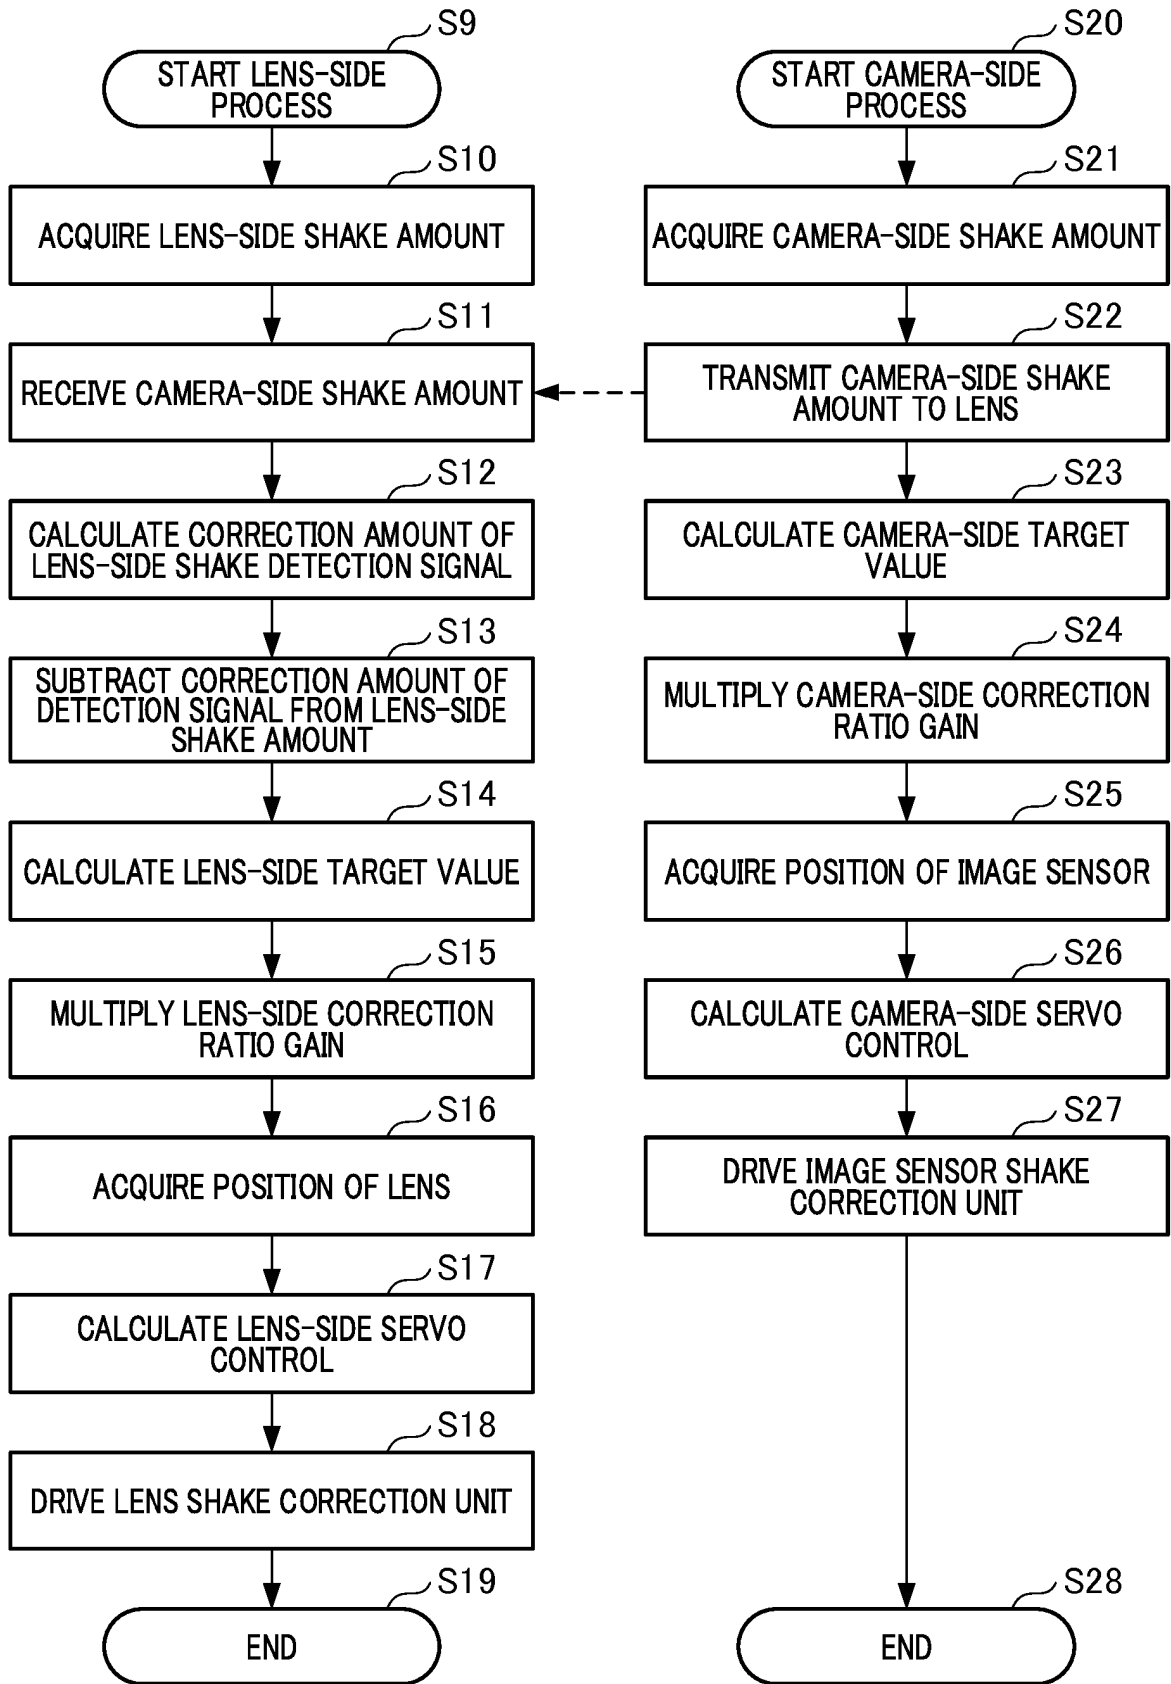 S9
START LENS-SIDE
PROCESS
S10
ACQUIRE LENS-SIDE SHAKE AMOUNT
S11
RECEIVE CAMERA-SIDE SHAKE AMOUNT
S12
CALCULATE CORRECTION AMOUNT OF
LENS-SIDE SHAKE DETECTION SIGNAL
S13
SUBTRACT CORRECTION AMOUNT OF
DETECTION SIGNAL FROM LENS-SIDE
SHAKE AMOUNT
S14
CALCULATE LENS-SIDE TARGET VALUE
S15
MULTIPLY LENS-SIDE CORRECTION
RATIO GAIN
S16
ACQUIRE POSITION OF LENS
S17
CALCULATE LENS-SIDE SERVO
CONTROL
S18
DRIVE LENS SHAKE CORRECTION UNIT
S19
END
S20
START CAMERA-SIDE
PROCESS
S21
ACQUIRE CAMERA-SIDE SHAKE AMOUNT
S22
TRANSMIT CAMERA-SIDE SHAKE
AMOUNT TO LENS
S23
CALCULATE CAMERA-SIDE TARGET
VALUE
S24
MULTIPLY CAMERA-SIDE CORRECTION
RATIO GAIN
S25
ACQUIRE POSITION OF IMAGE SENSOR
S26
CALCULATE CAMERA-SIDE SERVO
CONTROL
S27
DRIVE IMAGE SENSOR SHAKE
CORRECTION UNIT
S28
END